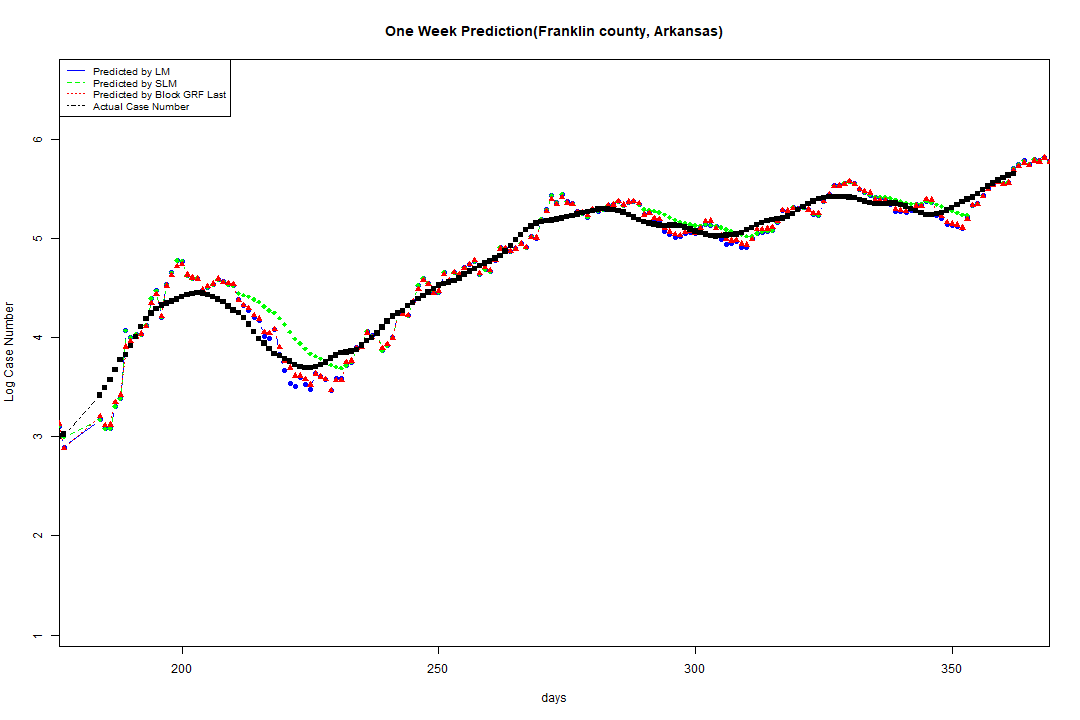 One Week Prediction(Franklin county, Arkansas)
Predicted by LM
Predicted by SLM
Predicted by Block GRF Last
Actual Case Number
6
5
4
3
2
1
Log Case Number
200 250 300 350
days